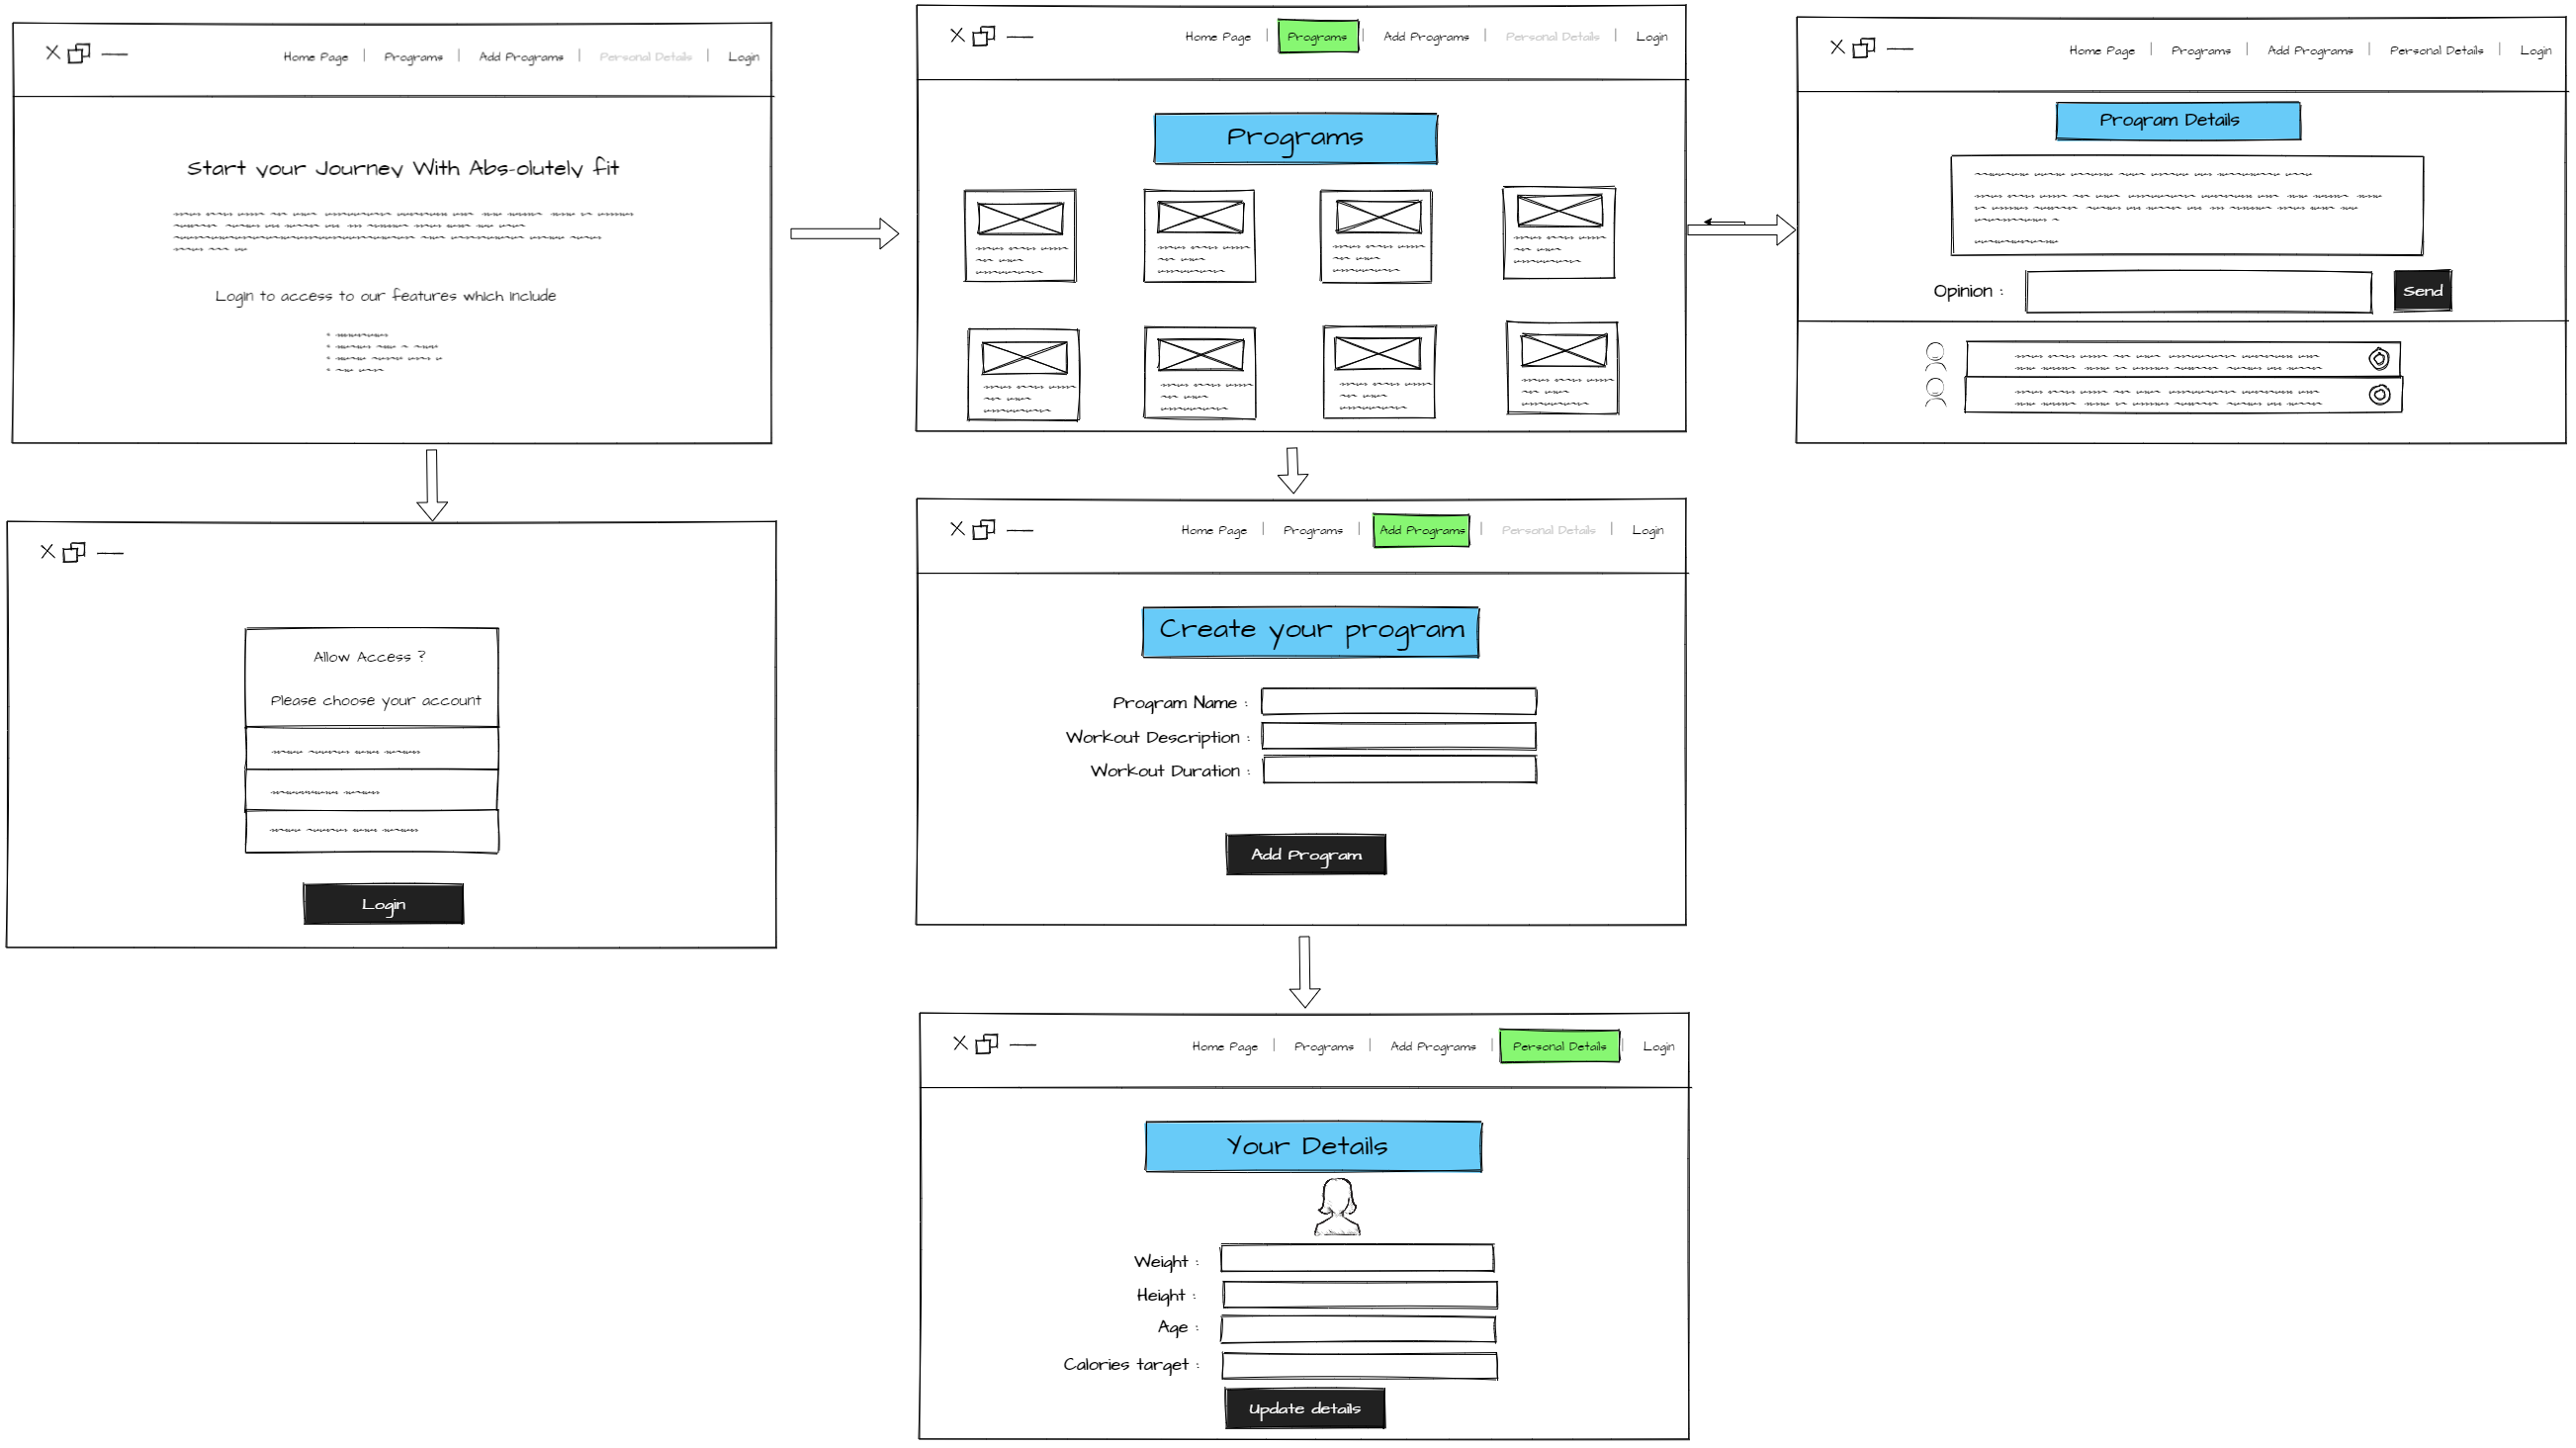 Home Page | Programs | Add Programs | Personal Details | Login
Start your Journey With Abs-olutely fit
Login to access to our features which include
Home Page | Programs | Add Programs | Personal Details | Login
Programs
Home Page | Programs | Add Programs | Personal Details | Login
Program Details
Opinion :
Send
Allow Access ?
Please choose your account
Login
Home Page | Programs | Add Programs | Personal Details | Login
Create your program
Program Name :
Workout Description :
Workout Duration :
Add Program
Home Page | Programs | Add Programs | Personal Details | Login
Your Details
Weight :
Height :
Age :
Calories target :
Update details